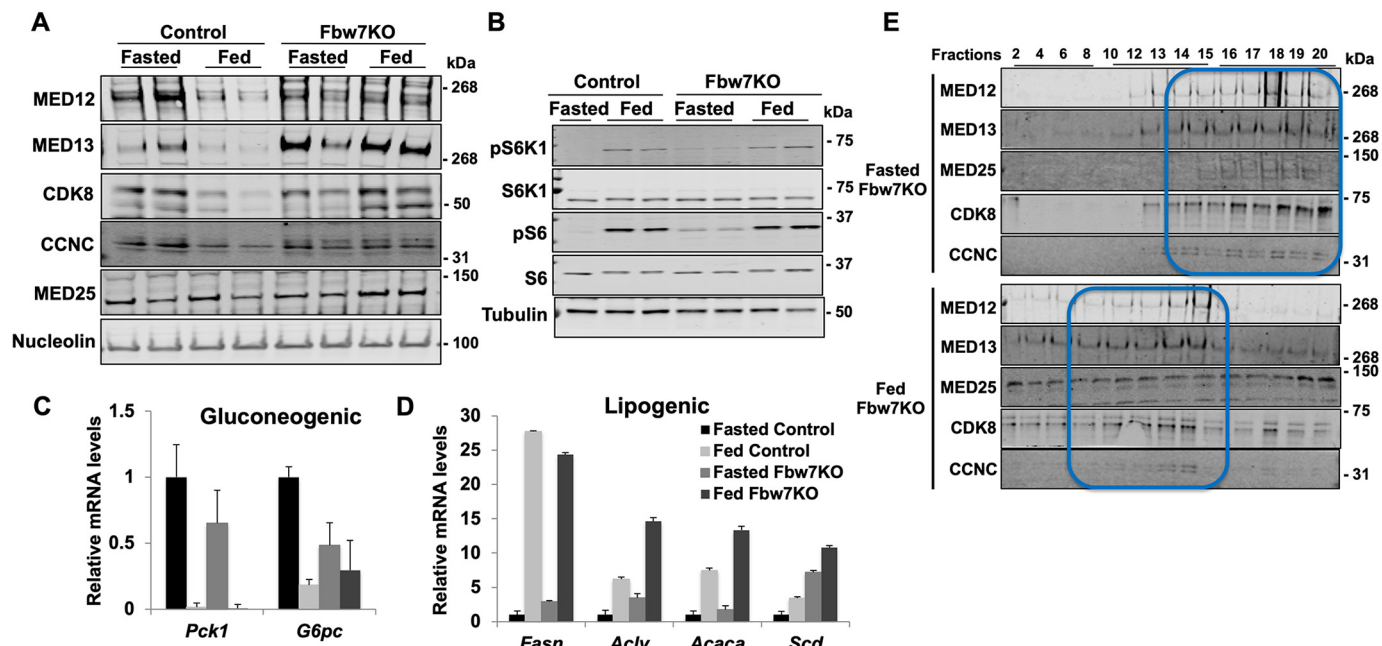 A
Control
Fbw7KO
Fasted
Fed
Fasted
Fed
kDa
MED12
- 268
MED13
- 268
CDK8
- 50
CCNC
- 31
MED25
- 150
Nucleolin
- 100
B
Control
Fbw7KO
Fasted
Fed
Fasted
Fed
kDa
pS6K1
- 75
S6K1
- 75
pS6
- 37
S6
- 37
Tubulin
- 50
C
Gluconeogenic
Relative mRNA levels
1.5
1
0.5
0
Pck1
G6pc
D
Lipogenic
Relative mRNA levels
30
25
20
15
10
5
0
Fasted Control
Fed Control
Fasted Fbw7KO
Fed Fbw7KO
Fasn
Acly
Acaca
Scd
E
Fractions 2 4 6 8 10 12 13 14 15 16 17 18 19 20 kDa
Fasted
Fbw7KO
MED12
- 268
MED13
- 268
MED25
- 150
CDK8
- 75
CCNC
- 31
Fed
Fbw7KO
MED12
- 268
MED13
- 268
MED25
- 150
CDK8
- 75
CCNC
- 31